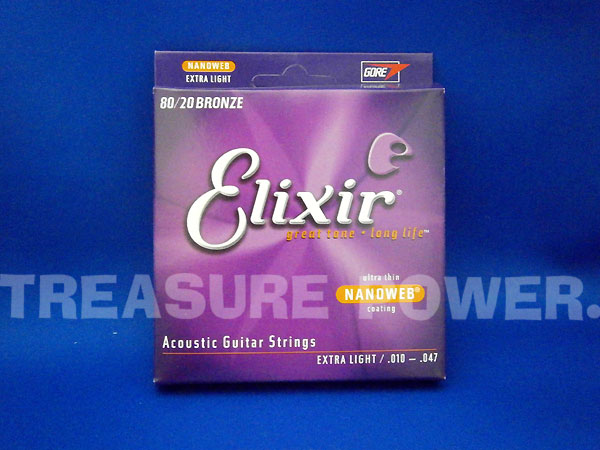 NANOWEB
EXTRA LIGHT
GORE
80/20 BRONZE
Elixir®
great tone • long life™
ultra thin
NANOWEB®
coating
TREASURE POWER.
Acoustic Guitar Strings
EXTRA LIGHT / .010 – .047